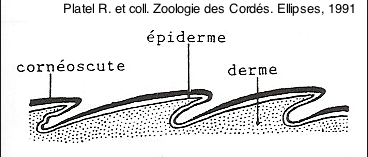 Platel R. et coll. Zoologie des Cordés. Ellipses, 1991
épiderme
cornéoscute
derme